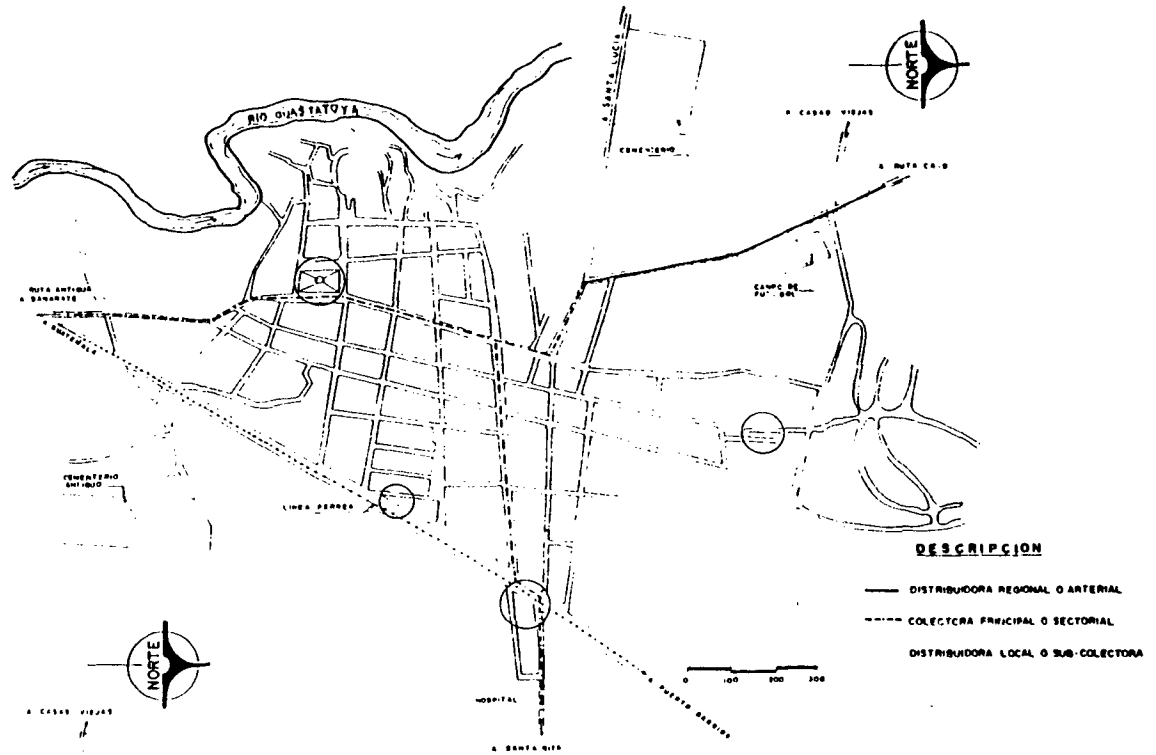 A SANTA LUCIA
NORTE
A CASAS VIEJAS
RIO GUASTATOYA
CEMENTERIO
A RUTA CA-9
RUTA ANTIGUA
A SANARATE
CAMPO DE
FUTBOL
A GUATEMALA
CEMENTERIO
ANTIGUO
LINEA FERREA
DESCRIPCION
DISTRIBUIDORA REGIONAL O ARTERIAL
COLECTORA PRINCIPAL O SECTORIAL
DISTRIBUIDORA LOCAL O SUB-COLECTORA
NORTE
0 100 200 300
HOSPITAL
A PUERTO BARRIOS
A CASAS VIEJAS
A SANTA RITA